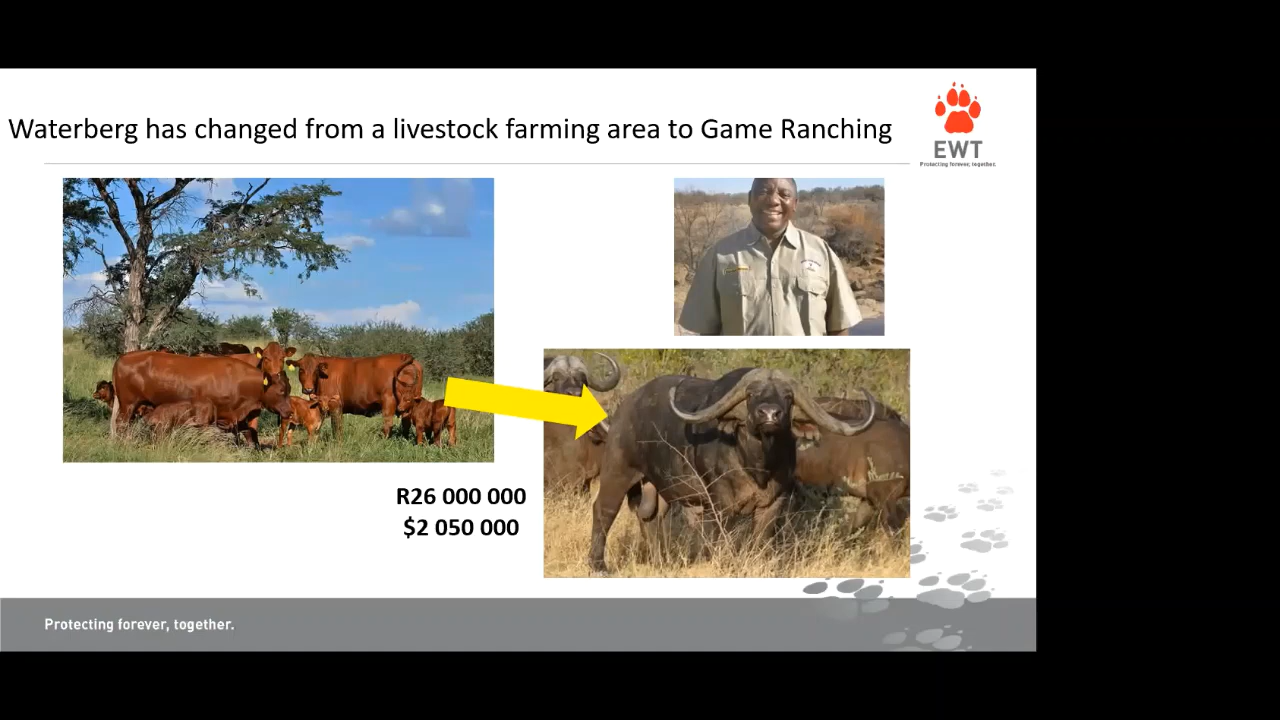 Waterberg has changed from a livestock farming area to Game Ranching
EWT
Protecting forever, together.
R26 000 000
$2 050 000
Protecting forever, together.